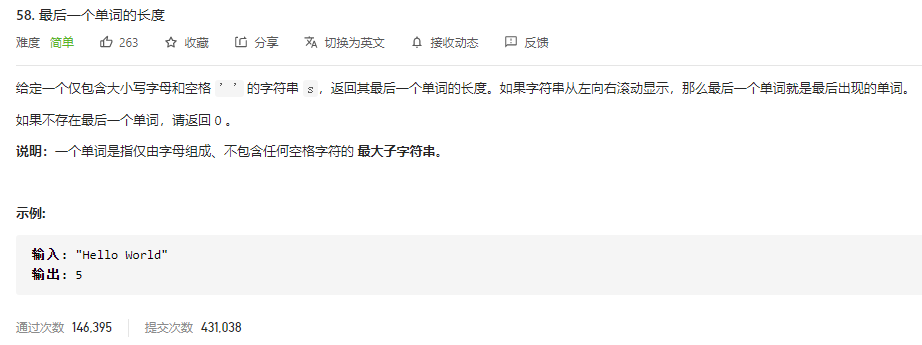 58. 最后一个单词的长度
难度 简单 263 收藏 分享 切换为英文 接收动态 反馈
给定一个仅包含大小写字母和空格 ' ' 的字符串 s，返回其最后一个单词的长度。如果字符串从左向右滚动显示，那么最后一个单词就是最后出现的单词。
如果不存在最后一个单词，请返回 0 。
说明：一个单词是指仅由字母组成、不包含任何空格字符的 最大子字符串。
示例:
输入: "Hello World"
输出: 5
通过次数 146,395 提交次数 431,038